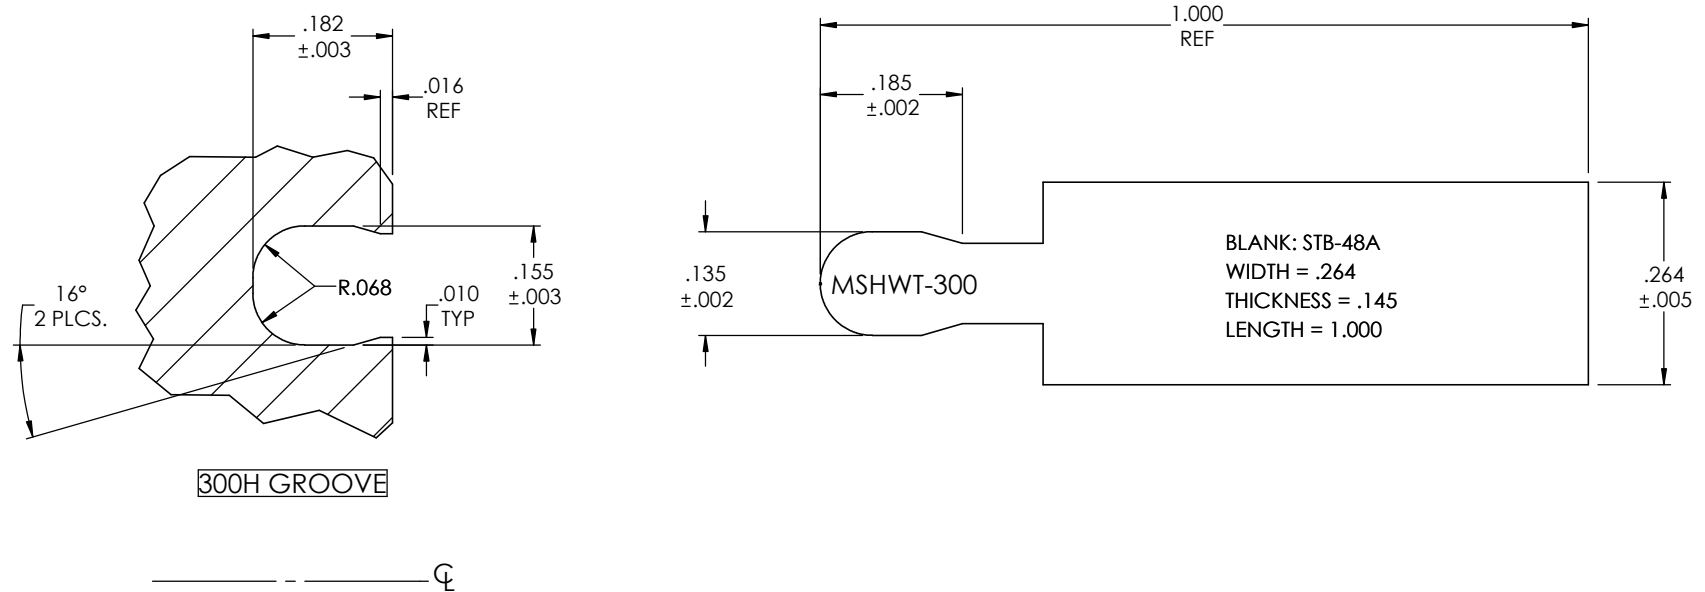 .182
±.003
.016
REF
R.068
.155
±.003
.010
TYP
16°
2 PLCS.
300H GROOVE
℄
1.000
REF
.185
±.002
.135
±.002
MSHWT-300
BLANK: STB-48A
WIDTH = .264
THICKNESS = .145
LENGTH = 1.000
.264
±.005